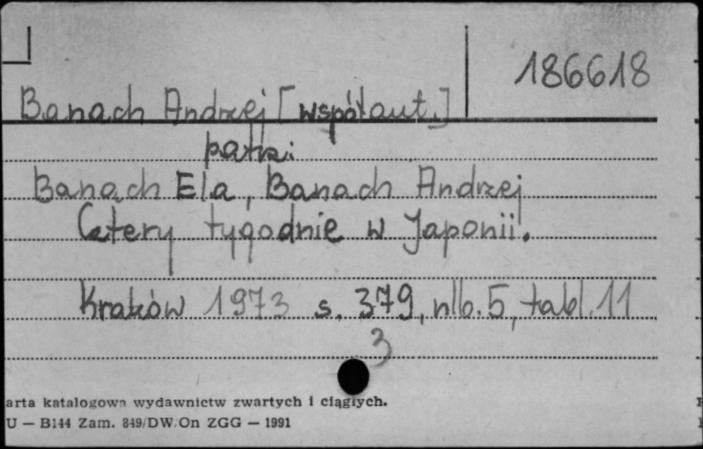 186618
Banach Andrzej [współaut.]
patrz:
Banach Ela, Banach Andrzej
Cztery tygodnie w Japonii.
Kraków 1973 s. 379, nlb. 5, tabl. 11
3
arta katalogowa wydawnictw zwartych i ciągłych.
U — B144 Zam. 849/DW.On ZGG — 1991